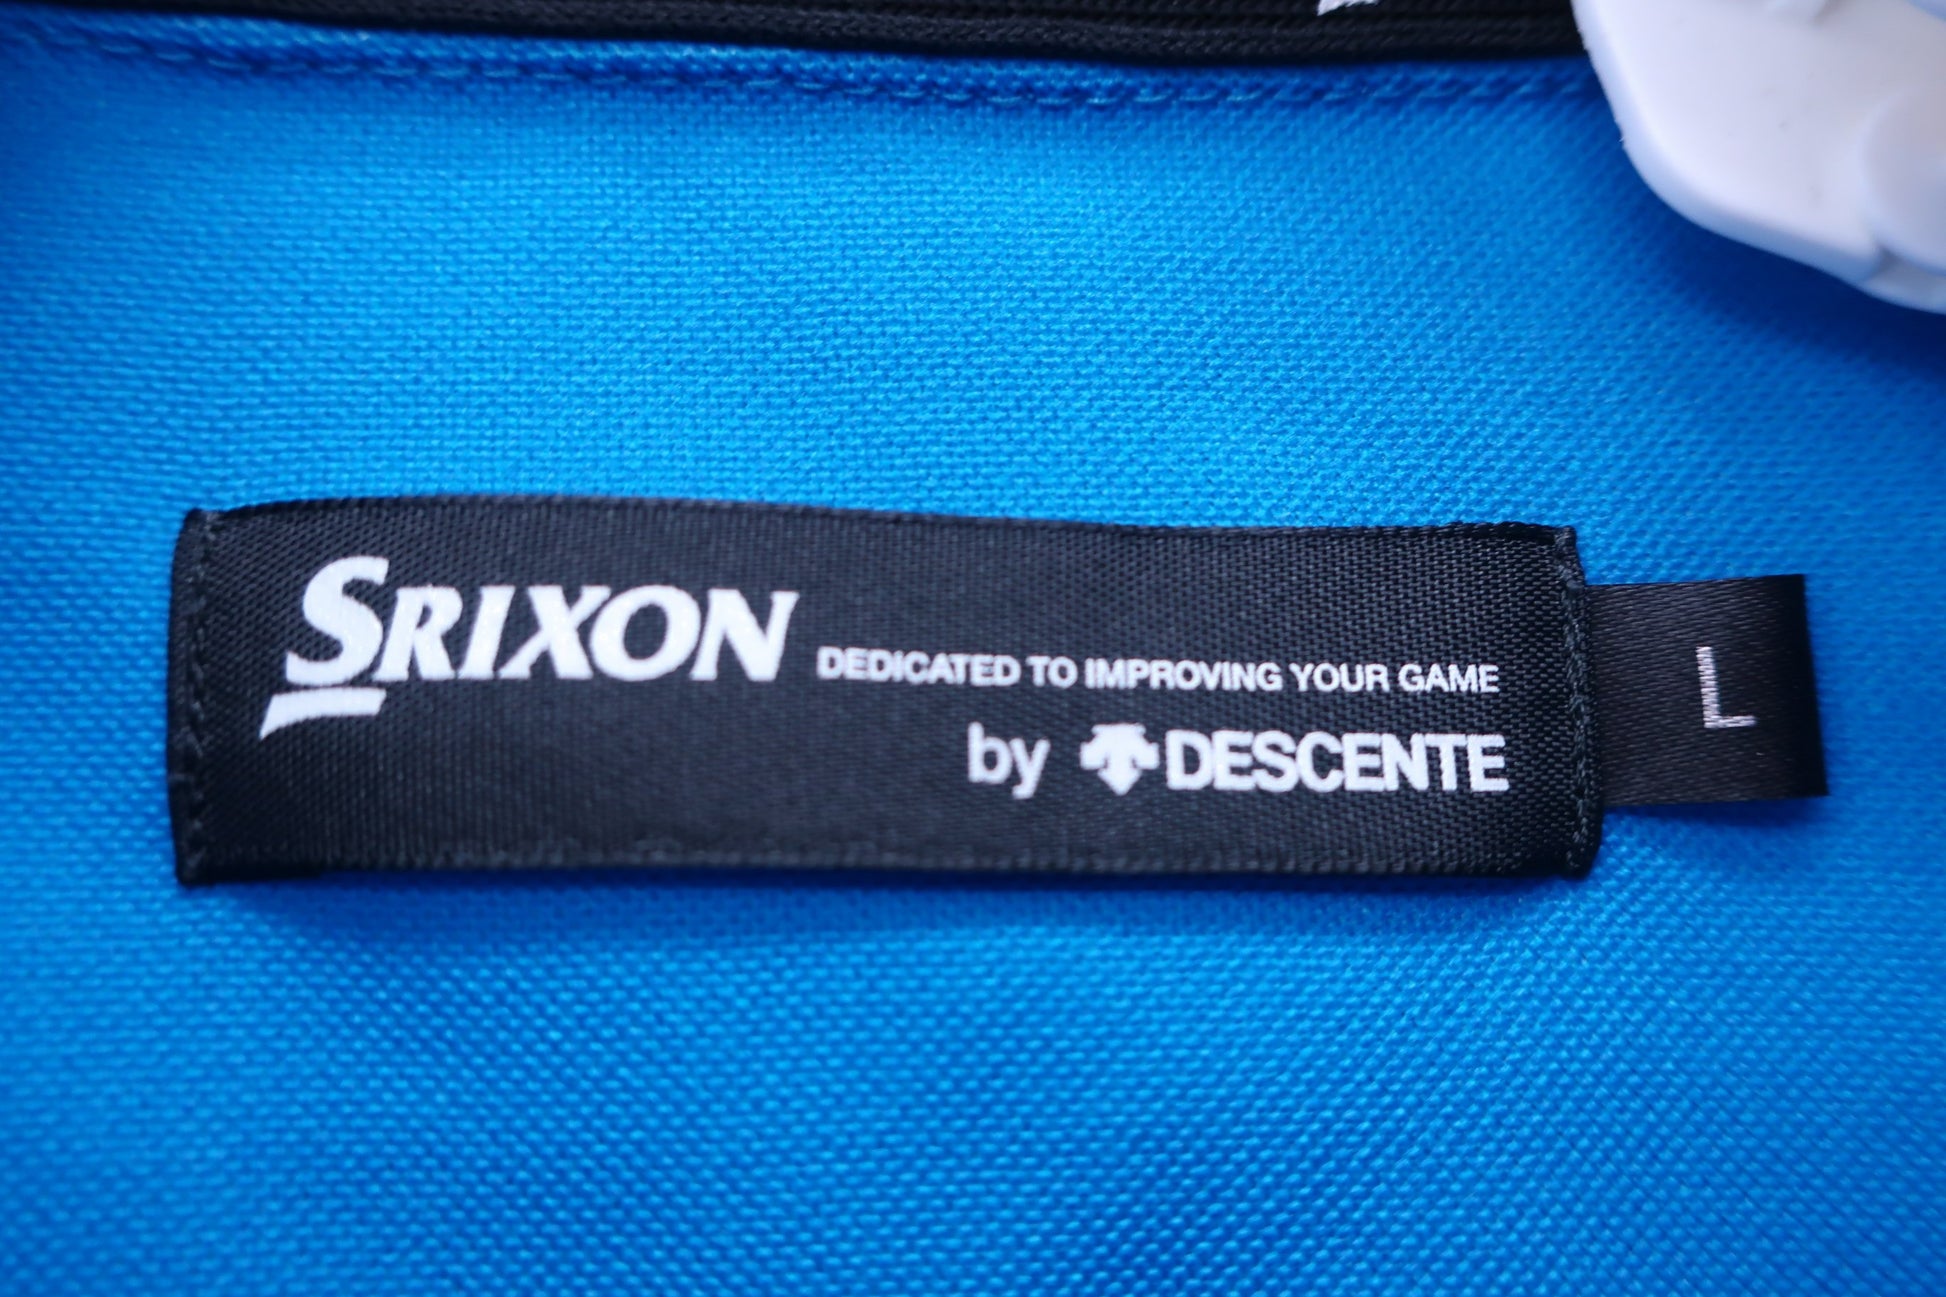 SRIXON DEDICATED TO IMPROVING YOUR GAME
by DESCENTE
L